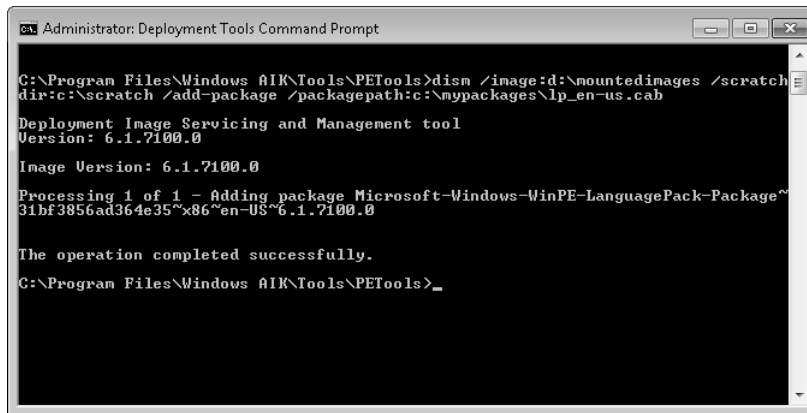 Administrator: Deployment Tools Command Prompt
C:\Program Files\Windows AIK\Tools\PETools>dism /image:d:\mountedimages /scratch
dir:c:\scratch /add-package /packagepath:c:\mypackages\lp_en-us.cab
Deployment Image Servicing and Management tool
Version: 6.1.7100.0
Image Version: 6.1.7100.0
Processing 1 of 1 - Adding package Microsoft-Windows-WinPE-LanguagePack-Package~
31bf3856ad364e35~x86~en-US~6.1.7100.0
The operation completed successfully.
C:\Program Files\Windows AIK\Tools\PETools>_